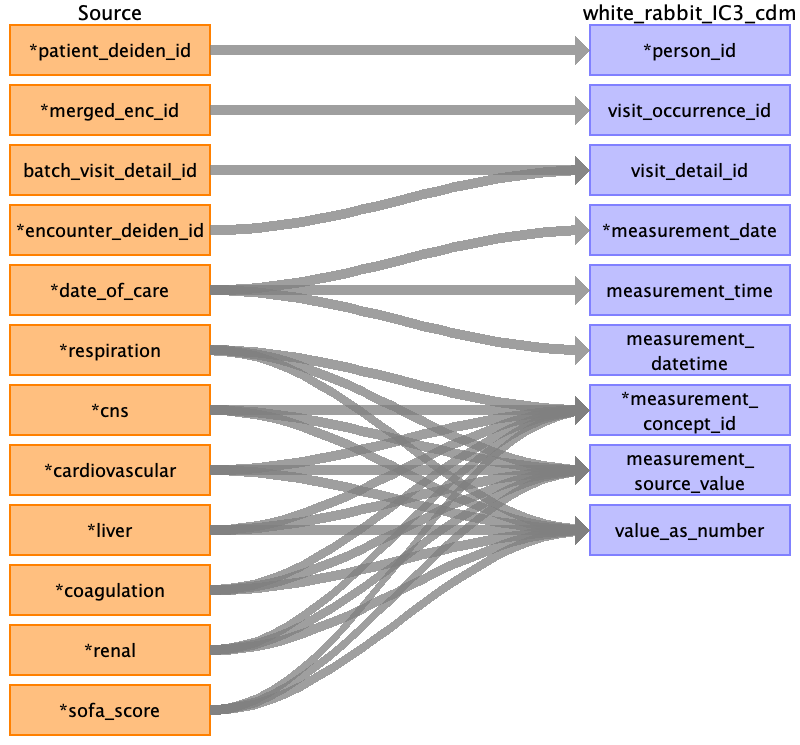 Source
white_rabbit_IC3_cdm
*patient_deiden_id
*person_id
*merged_enc_id
visit_occurrence_id
batch_visit_detail_id
visit_detail_id
*encounter_deiden_id
*measurement_date
*date_of_care
measurement_time
*respiration
measurement_
datetime
*cns
*measurement_
concept_id
*cardiovascular
measurement_
source_value
*liver
value_as_number
*coagulation
*renal
*sofa_score